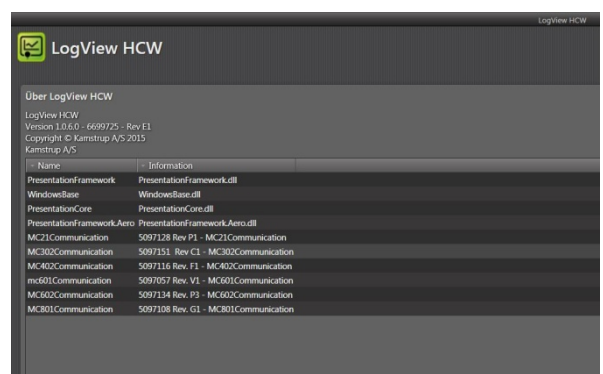 LogView HCW
LogView HCW
Über LogView HCW
LogView HCW
Version 1.0.6.0 - 6699725 - Rev E1
Copyright © Kamstrup A/S 2015
Kamstrup A/S
Name Information
PresentationFramework PresentationFramework.dll
WindowsBase WindowsBase.dll
PresentationCore PresentationCore.dll
PresentationFramework.Aero PresentationFramework.Aero.dll
MC21Communication 5097128 Rev P1 - MC21Communication
MC302Communication 5097151 Rev C1 - MC302Communication
MC402Communication 5097116 Rev. F1 - MC402Communication
mc601Communication 5097057 Rev. V1 - MC601Communication
MC602Communication 5097134 Rev. P3 - MC602Communication
MC801Communication 5097108 Rev. G1 - MC801Communication